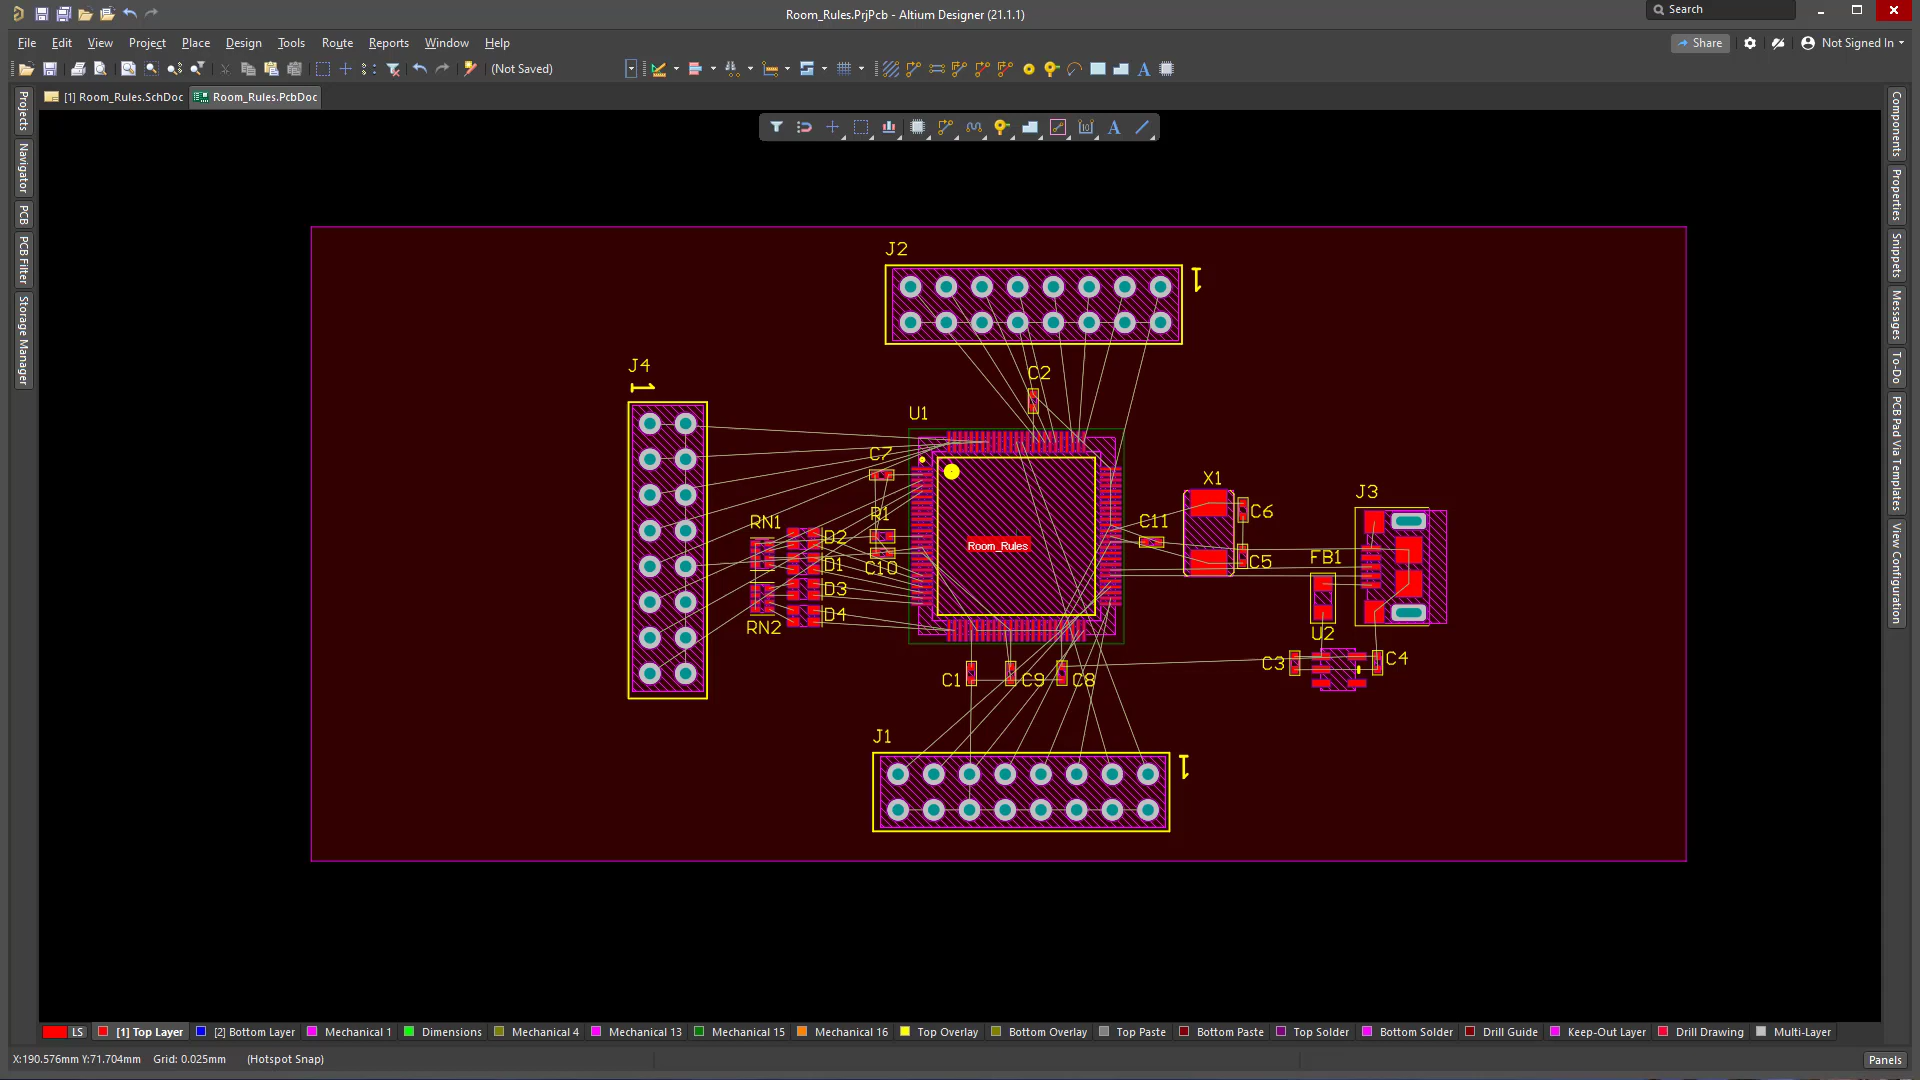 Room_Rules.PrjPcb - Altium Designer (21.1.1)
Search
File Edit View Project Place Design Tools Route Reports Window Help
Share
Not Signed In
(Not Saved)
[1] Room_Rules.SchDoc
Room_Rules.PcbDoc
Projects
Navigator
PCB
PCB Filter
Storage Manager
Components
Properties
Snippets
Messages
To-Do
PCB Pad Via Templates
View Configuration
J2
1
J4
1
C2
U1
C7
X1
J3
R1
RN1
D2
C6
C11
Room_Rules
C10
D1
C5
FB1
D3
D4
RN2
U2
C1
C9
C8
C3
C4
J1
1
LS [1] Top Layer [2] Bottom Layer Mechanical 1 Dimensions Mechanical 4 Mechanical 13 Mechanical 15 Mechanical 16 Top Overlay Bottom Overlay Top Paste Bottom Paste Top Solder Bottom Solder Drill Guide Keep-Out Layer Drill Drawing Multi-Layer
X:190.576mm Y:71.704mm Grid: 0.025mm (Hotspot Snap)
Panels